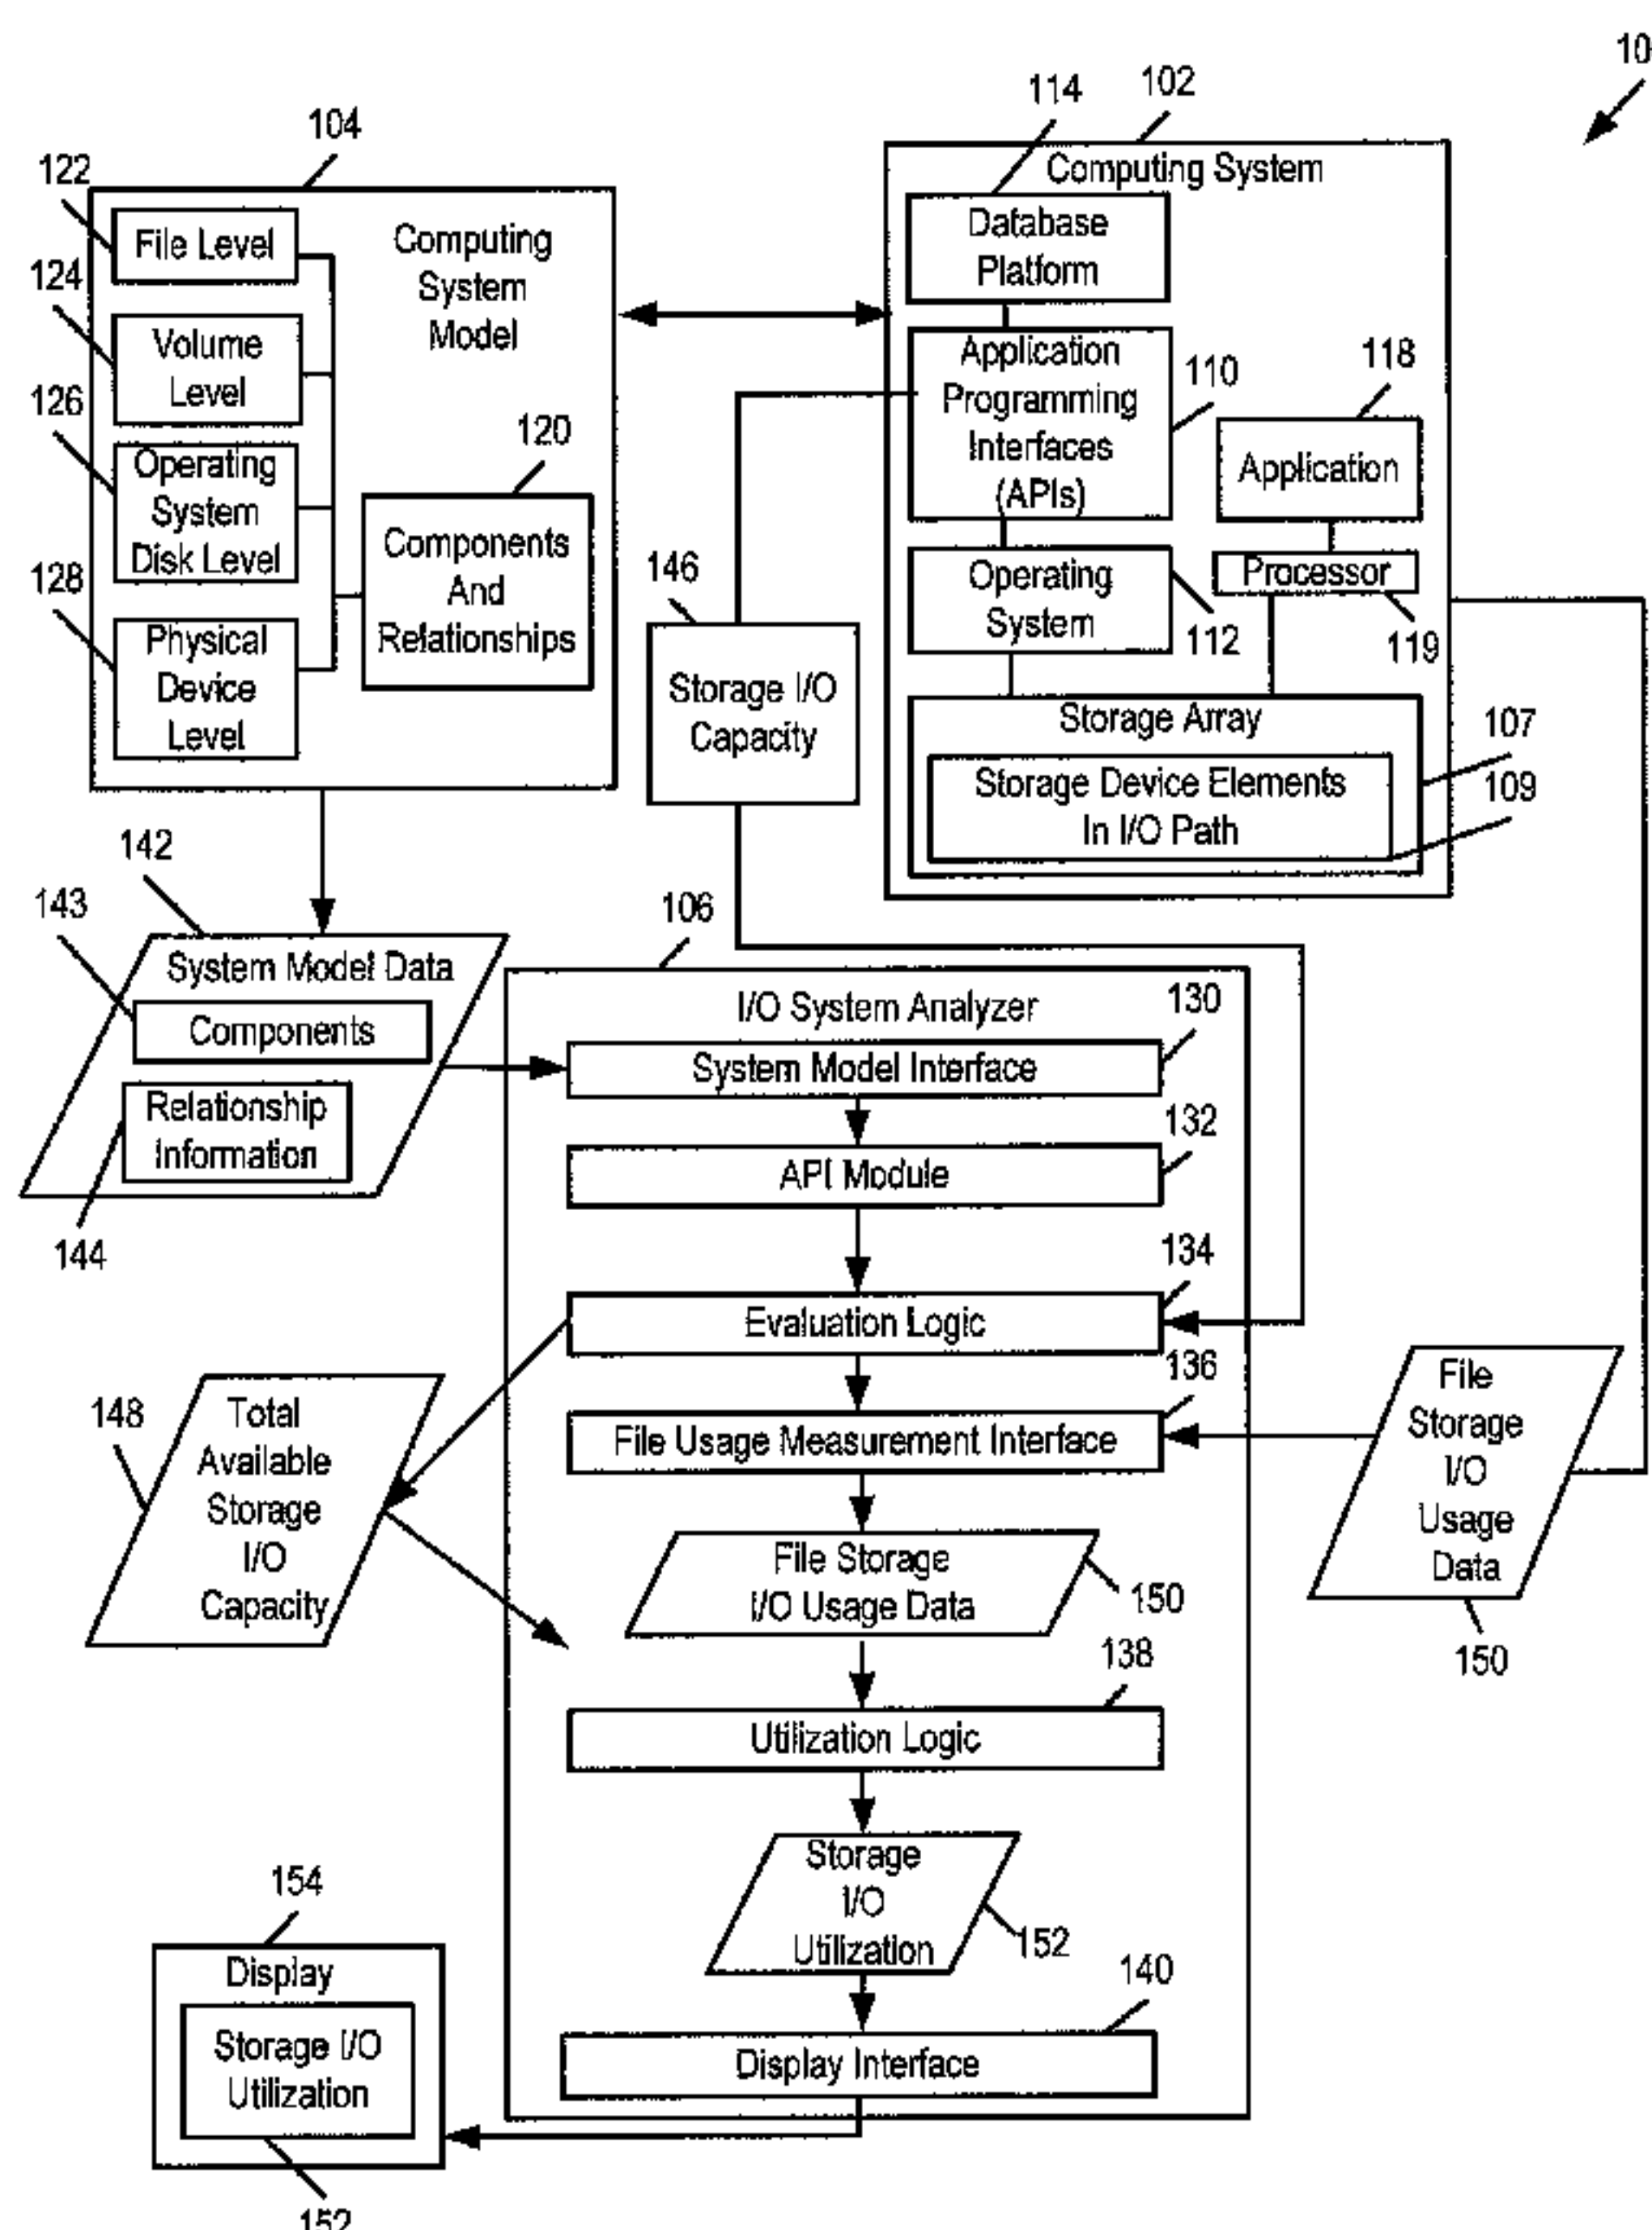 10
114
102
104
122
Computing System
Database
Platform
File Level
Computing
System
Model
124
Volume
Level
Application
Programming
Interfaces
(APIs)
110
118
Application
126
Operating
System
Disk Level
120
Components
And
Relationships
146
Storage I/O
Capacity
Operating
System
112
Processor
119
128
Physical
Device
Level
Storage Array
107
Storage Device Elements
In I/O Path
109
142
143
System Model Data
Components
Relationship
Information
144
106
I/O System Analyzer
130
System Model Interface
132
API Module
134
Evaluation Logic
136
File Usage Measurement Interface
148
Total
Available
Storage
I/O
Capacity
File
Storage
I/O
Usage
Data
150
File Storage
I/O Usage Data
150
138
Utilization Logic
Storage
I/O
Utilization
152
140
Display Interface
154
Display
Storage I/O
Utilization
152